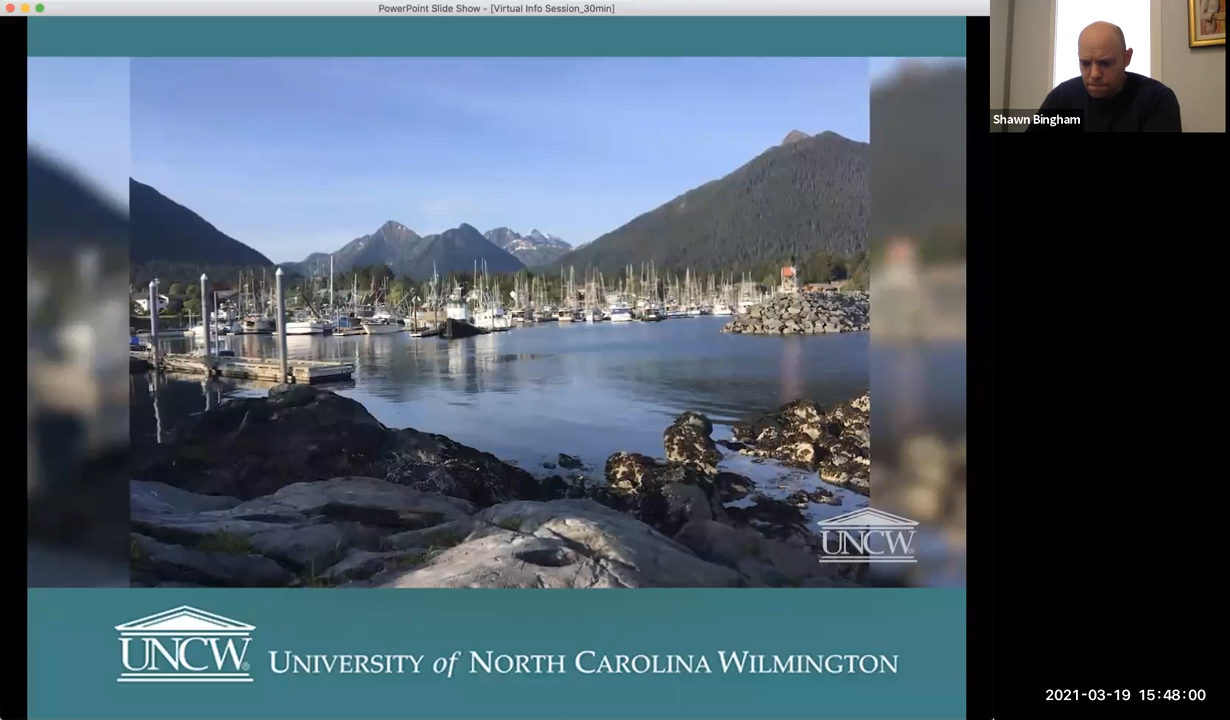 PowerPoint Slide Show - [Virtual Info Session_30min]
Shawn Bingham
UNCW
UNCW
UNIVERSITY of NORTH CAROLINA WILMINGTON
2021-03-19 15:48:00